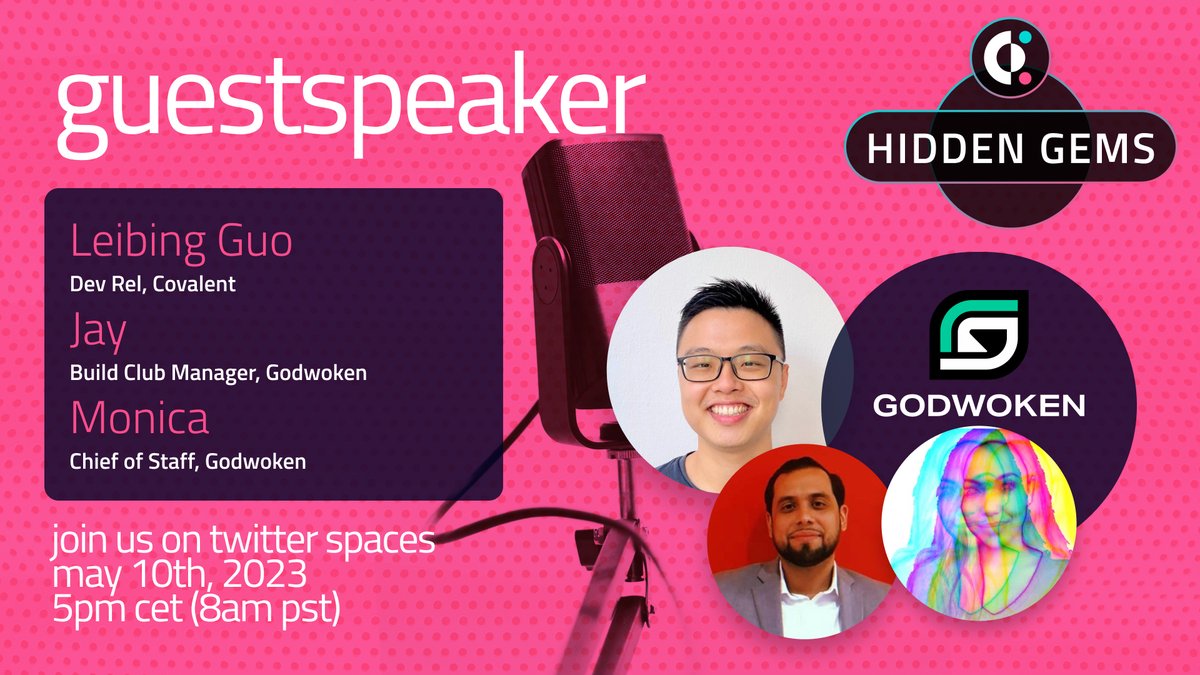 guestspeaker
HIDDEN GEMS
Leibing Guo
Dev Rel, Covalent
Jay
Build Club Manager, Godwoken
Monica
Chief of Staff, Godwoken
GODWOKEN
join us on twitter spaces
may 10th, 2023
5pm cet (8am pst)